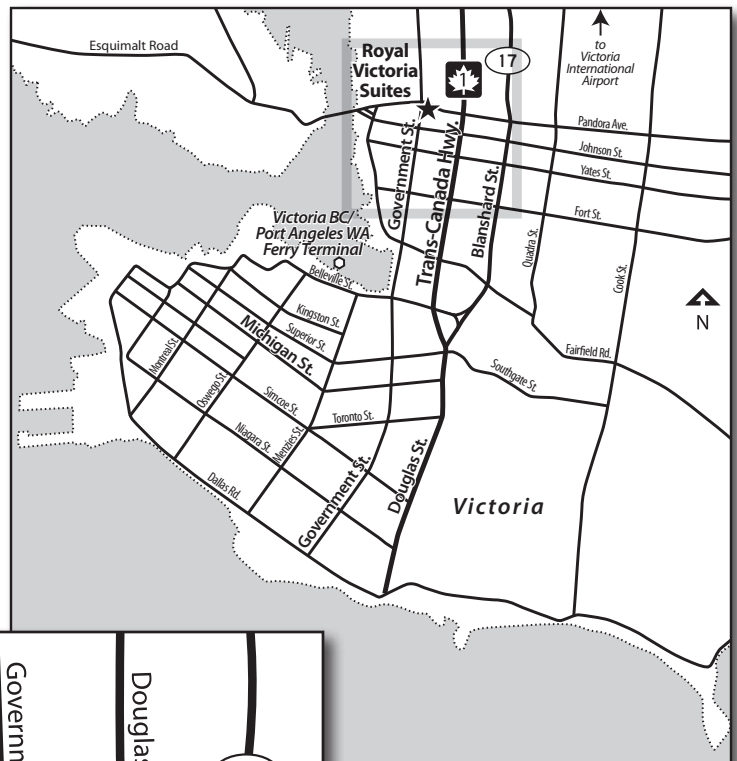 Esquimalt Road
Royal
Victoria
Suites
1
17
to
Victoria
International
Airport
Pandora Ave.
Johnson St.
Yates St.
Fort St.
Government St.
Trans-Canada Hwy.
Blanshard St.
Quadra St.
Cook St.
Victoria BC/
Port Angeles WA
Ferry Terminal
Belleville St.
N
Kingston St.
Superior St.
Michigan St.
Fairfield Rd.
Southgate St.
Montreal St.
Oswego St.
Simcoe St.
Toronto St.
Niagara St.
Menzies St.
Dallas Rd.
Government St.
Douglas St.
Victoria
Douglas